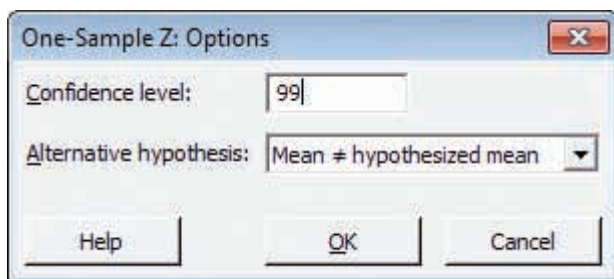 One-Sample Z: Options
Confidence level: 99
Alternative hypothesis: Mean ≠ hypothesized mean
Help OK Cancel